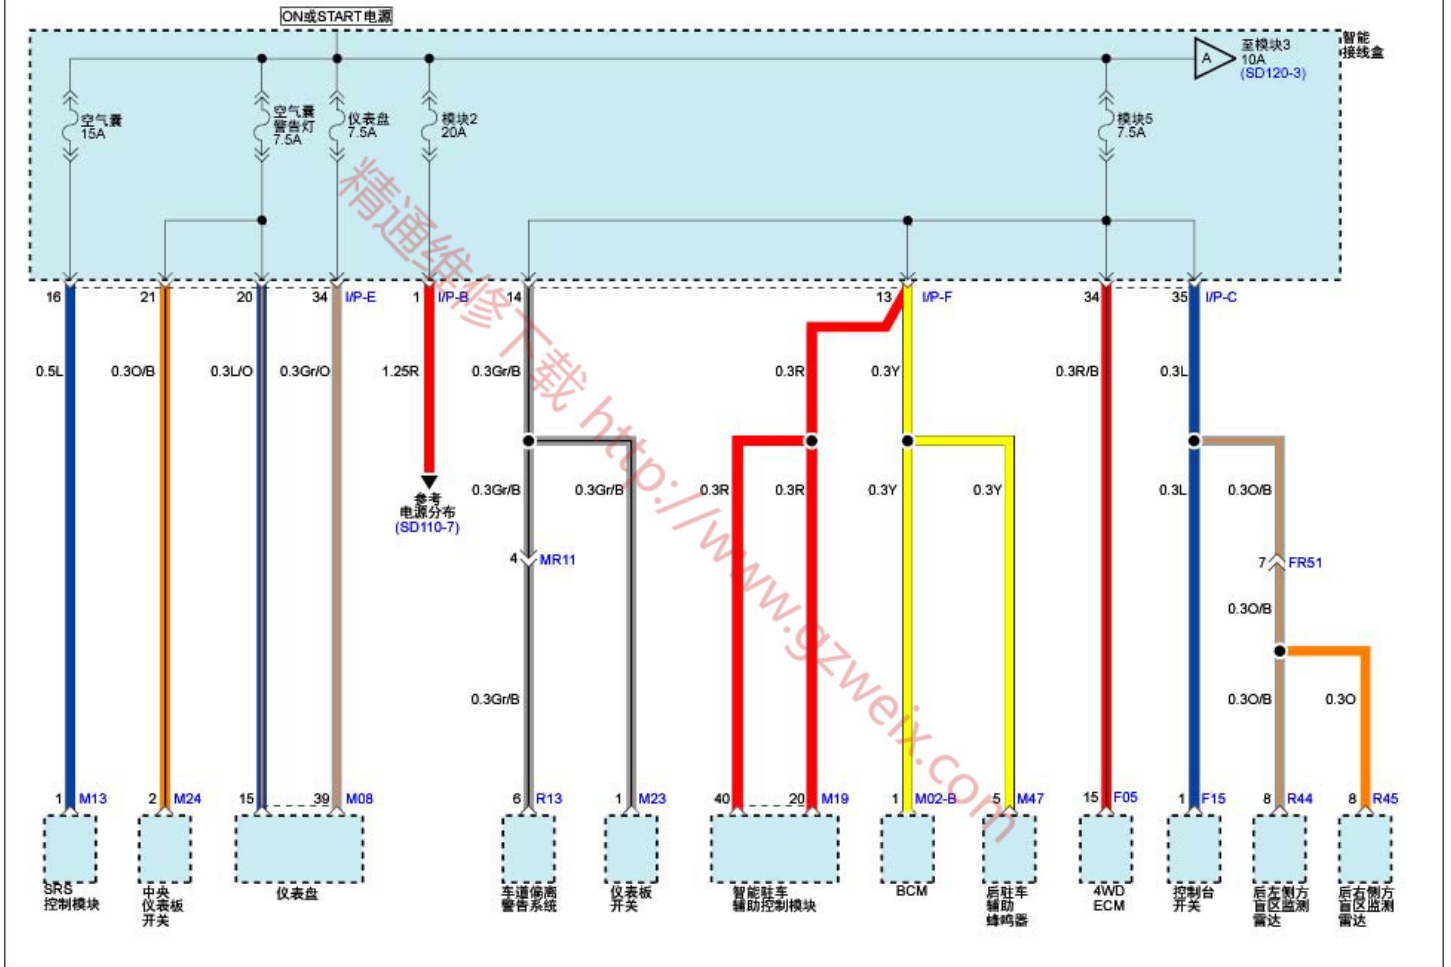 ON或START电源
智能
接线盒
至模块3
10A
(SD120-3)
A
空气囊
15A
空气囊
警告灯
7.5A
仪表盘
7.5A
模块2
20A
模块5
7.5A
16
21
20
34
I/P-E
1
I/P-B
14
13
I/P-F
34
35
I/P-C
0.5L
0.3O/B
0.3L/O
0.3Gr/O
1.25R
0.3Gr/B
0.3R
0.3Y
0.3R/B
0.3L
参考
电源分布
(SD110-7)
0.3Gr/B
0.3Gr/B
0.3R
0.3R
0.3Y
0.3Y
0.3L
0.3O/B
4
MR11
7
FR51
0.3O/B
0.3Gr/B
0.3O/B
0.3O
1
M13
2
M24
15
39
M08
6
R13
1
M23
40
20
M19
1
M02-B
5
M47
15
F05
1
F15
8
R44
8
R45
SRS
控制模块
中央
仪表板
开关
仪表盘
车道偏离
警告系统
仪表板
开关
智能驻车
辅助控制模块
BCM
后驻车
辅助
蜂鸣器
4WD
ECM
控制台
开关
后左侧方
盲区监测
雷达
后右侧方
盲区监测
雷达
精通维修下载 http://www.gzweix.com